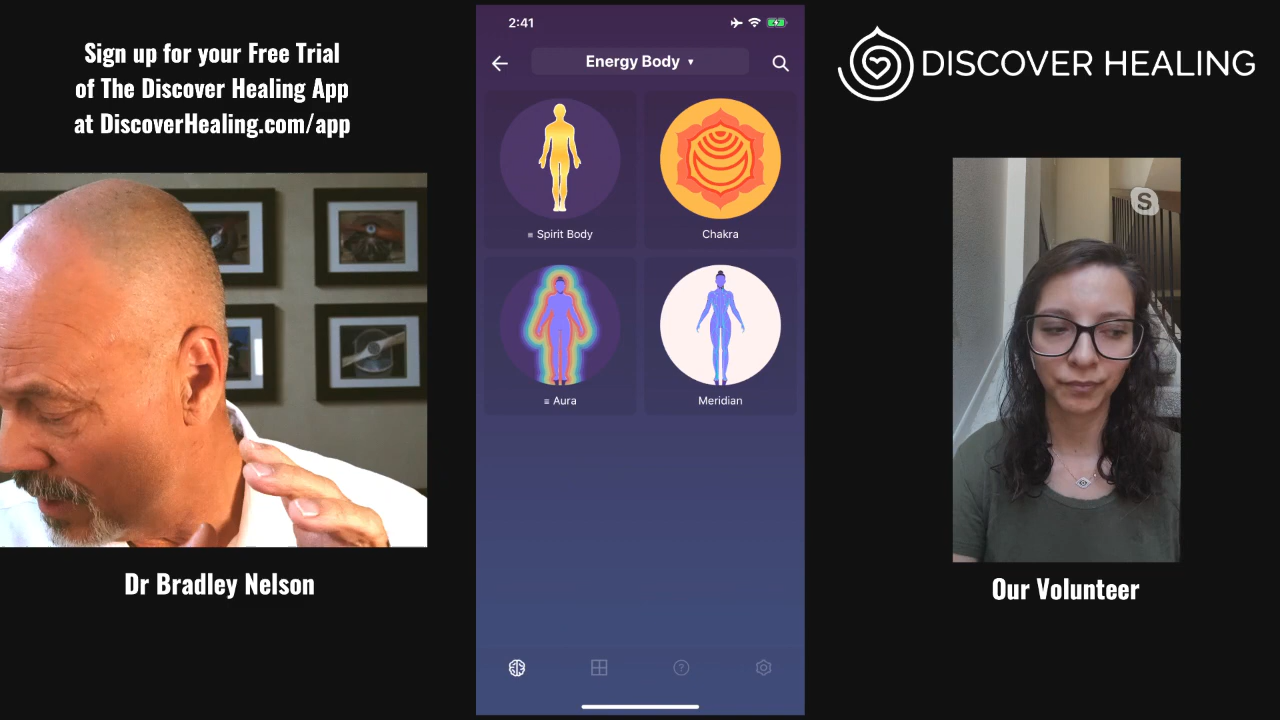 Sign up for your Free Trial
of The Discover Healing App
at DiscoverHealing.com/app
Dr Bradley Nelson
2:41
Energy Body ▾
≡ Spirit Body
Chakra
≡ Aura
Meridian
?
DISCOVER HEALING
S
Our Volunteer